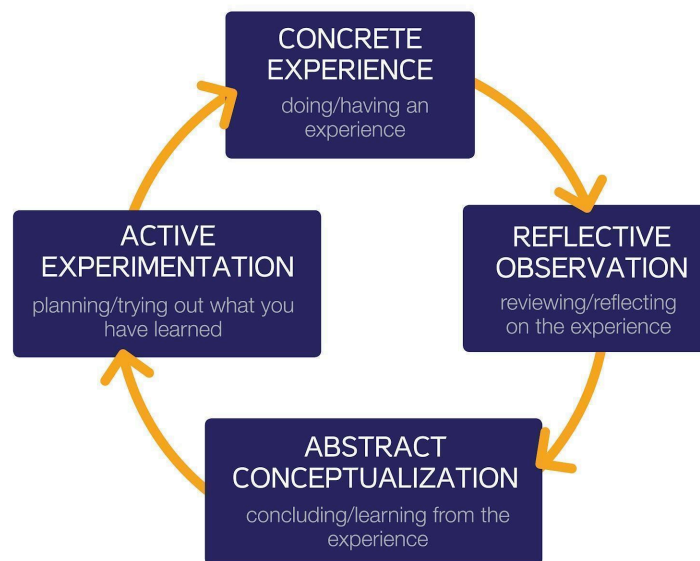 CONCRETE
EXPERIENCE
doing/having an
experience
REFLECTIVE
OBSERVATION
reviewing/reflecting
on the experience
ABSTRACT
CONCEPTUALIZATION
concluding/learning from the
experience
ACTIVE
EXPERIMENTATION
planning/trying out what you
have learned